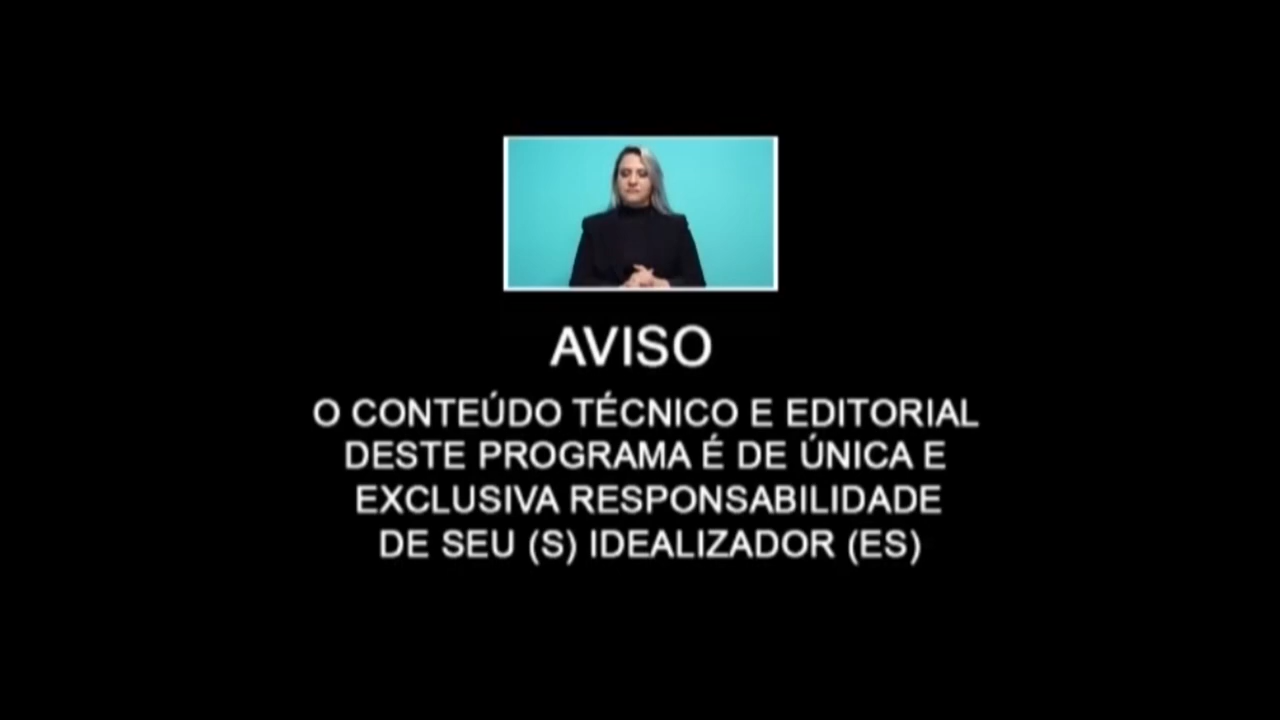 AVISO
O CONTEÚDO TÉCNICO E EDITORIAL
DESTE PROGRAMA É DE ÚNICA E
EXCLUSIVA RESPONSABILIDADE
DE SEU (S) IDEALIZADOR (ES)